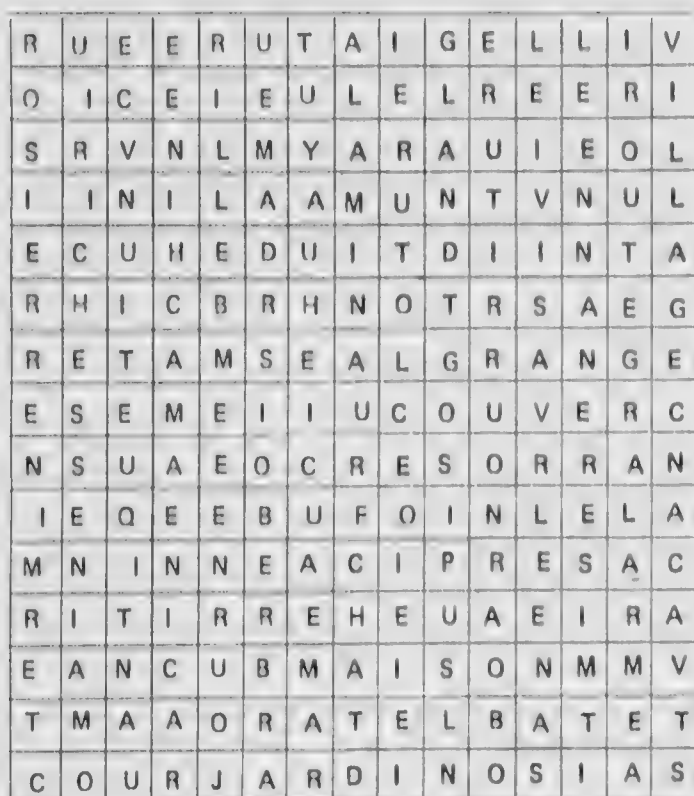 R U E E R U T A I G E L L I V
O I C E I E U L E L R E E R I
S R V N L M Y A R A U I E O L
I I N I L A A M U N T V N U L
E C U H E D U I T D I I N T A
R H I C B R H N O T R S A E G
R E T A M S E A L G R A N G E
E S E M E I I U C O U V E R C
N S U A E O C R E S O R R A N
I E Q E E B U F O I N L E L A
M N I N N E A C I P R E S A C
R I T I R R E H E U A E I R A
E A N C U B M A I S O N M M V
T M A A O R A T E L B A T E T
C O U R J A R D I N O S I A S